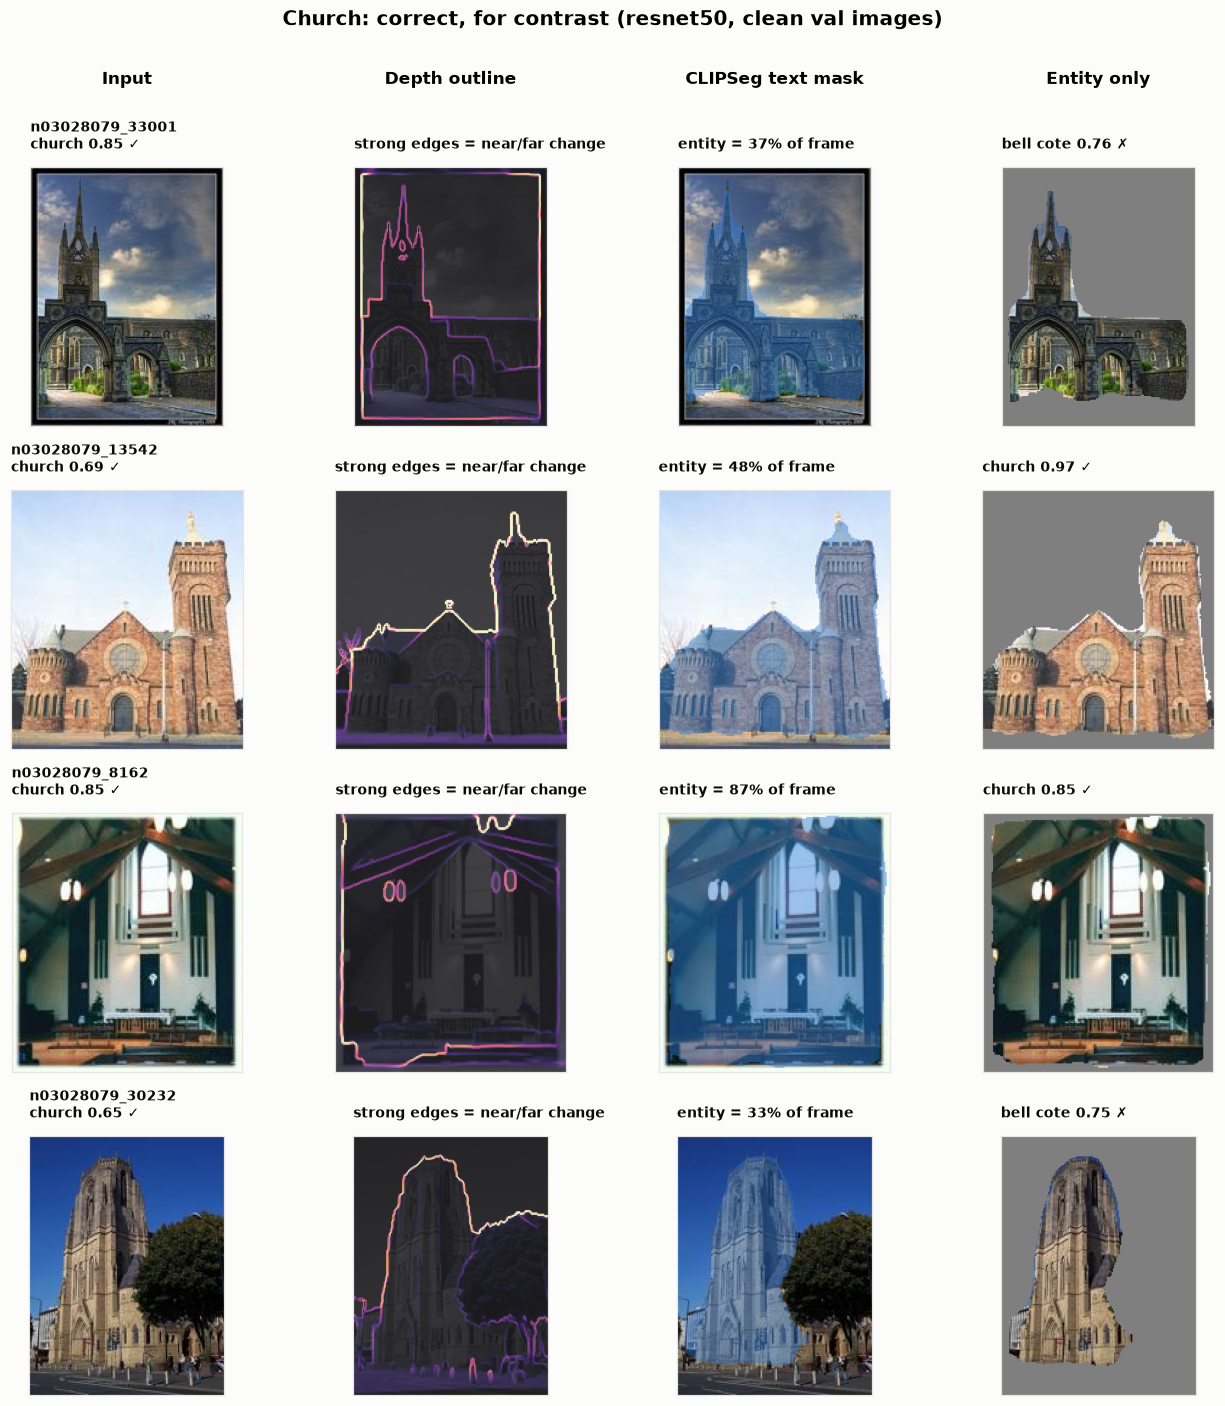 Church: correct, for contrast (resnet50, clean val images)
Input
Depth outline
CLIPSeg text mask
Entity only
n03028079_33001
church 0.85 ✓
strong edges = near/far change
entity = 37% of frame
bell cote 0.76 ✗
n03028079_13542
church 0.69 ✓
strong edges = near/far change
entity = 48% of frame
church 0.97 ✓
n03028079_8162
church 0.85 ✓
strong edges = near/far change
entity = 87% of frame
church 0.85 ✓
n03028079_30232
church 0.65 ✓
strong edges = near/far change
entity = 33% of frame
bell cote 0.75 ✗